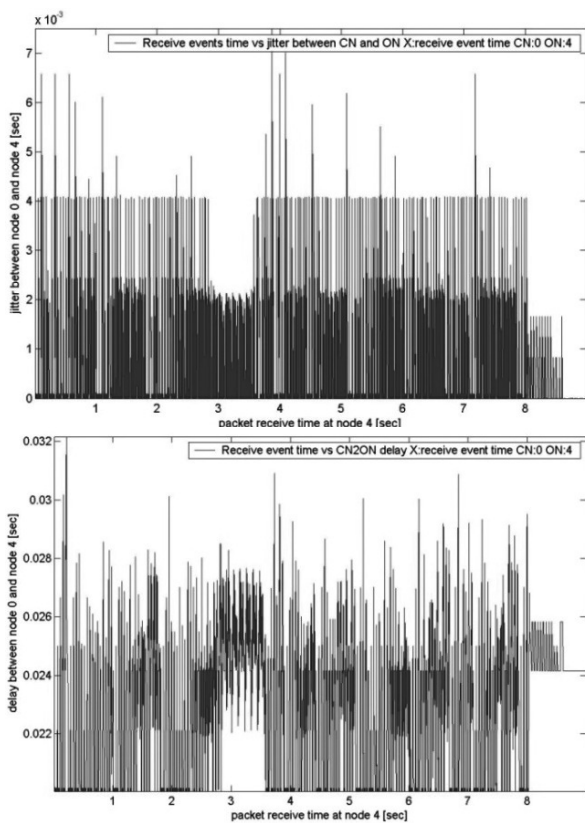 x 10⁻³
Receive events time vs jitter between CN and ON X:receive event time CN:0 ON:4
7
6
5
4
3
2
1
0
jitter between node 0 and node 4 [sec]
1 2 3 4 5 6 7 8
packet receive time at node 4 [sec]
0.032
Receive event time vs CN2ON delay X:receive event time CN:0 ON:4
0.03
0.028
0.026
0.024
0.022
delay between node 0 and node 4 [sec]
1 2 3 4 5 6 7 8
packet receive time at node 4 [sec]